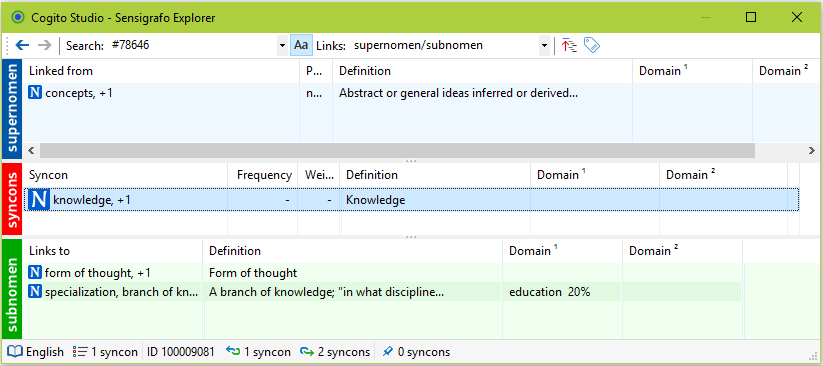 Cogito Studio - Sensigrafo Explorer
Search: #78646 Aa Links: supernomen/subnomen
supernomen
Linked from P... Definition Domain 1 Domain 2
N concepts, +1 n... Abstract or general ideas inferred or derived...
syncons
Syncon Frequency Wei... Definition Domain 1 Domain 2
N knowledge, +1 - - Knowledge
subnomen
Links to Definition Domain 1 Domain 2
N form of thought, +1 Form of thought
N specialization, branch of kn... A branch of knowledge; "in what discipline... education 20%
English 1 syncon ID 100009081 1 syncon 2 syncons 0 syncons